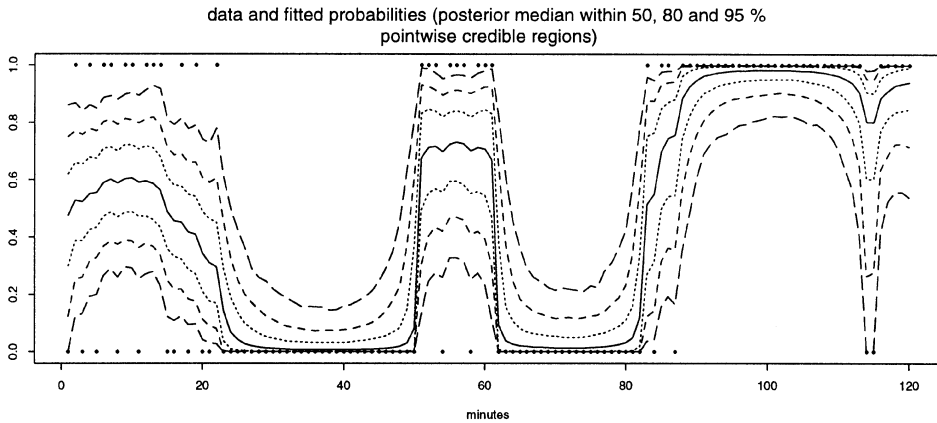 data and fitted probabilities (posterior median within 50, 80 and 95 %
pointwise credible regions)
1.0
0.8
0.6
0.4
0.2
0.0
0 20 40 60 80 100 120
minutes